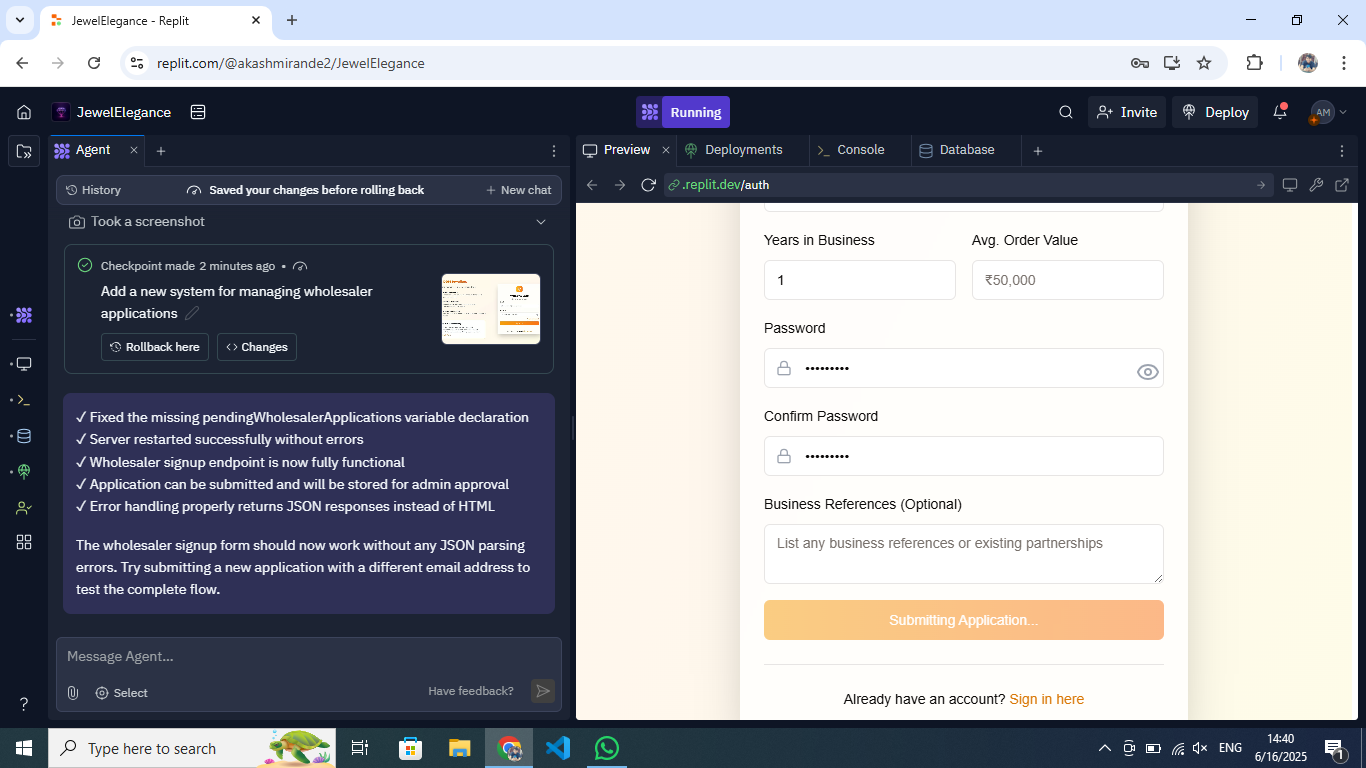 JewelElegance - Replit
replit.com/@akashmirande2/JewelElegance
JewelElegance
Running
Invite
Deploy
AM
Agent
Preview
Deployments
Console
Database
History
Saved your changes before rolling back
New chat
.replit.dev/auth
Took a screenshot
Checkpoint made 2 minutes ago •
Add a new system for managing wholesaler
applications
Rollback here
Changes
✓ Fixed the missing pendingWholesalerApplications variable declaration
✓ Server restarted successfully without errors
✓ Wholesaler signup endpoint is now fully functional
✓ Application can be submitted and will be stored for admin approval
✓ Error handling properly returns JSON responses instead of HTML
The wholesaler signup form should now work without any JSON parsing
errors. Try submitting a new application with a different email address to
test the complete flow.
Message Agent...
Select
Have feedback?
Years in Business
Avg. Order Value
1
₹50,000
Password
•••••••••
Confirm Password
•••••••••
Business References (Optional)
List any business references or existing partnerships
Submitting Application...
Already have an account? Sign in here
Type here to search
ENG
14:40
6/16/2025
1